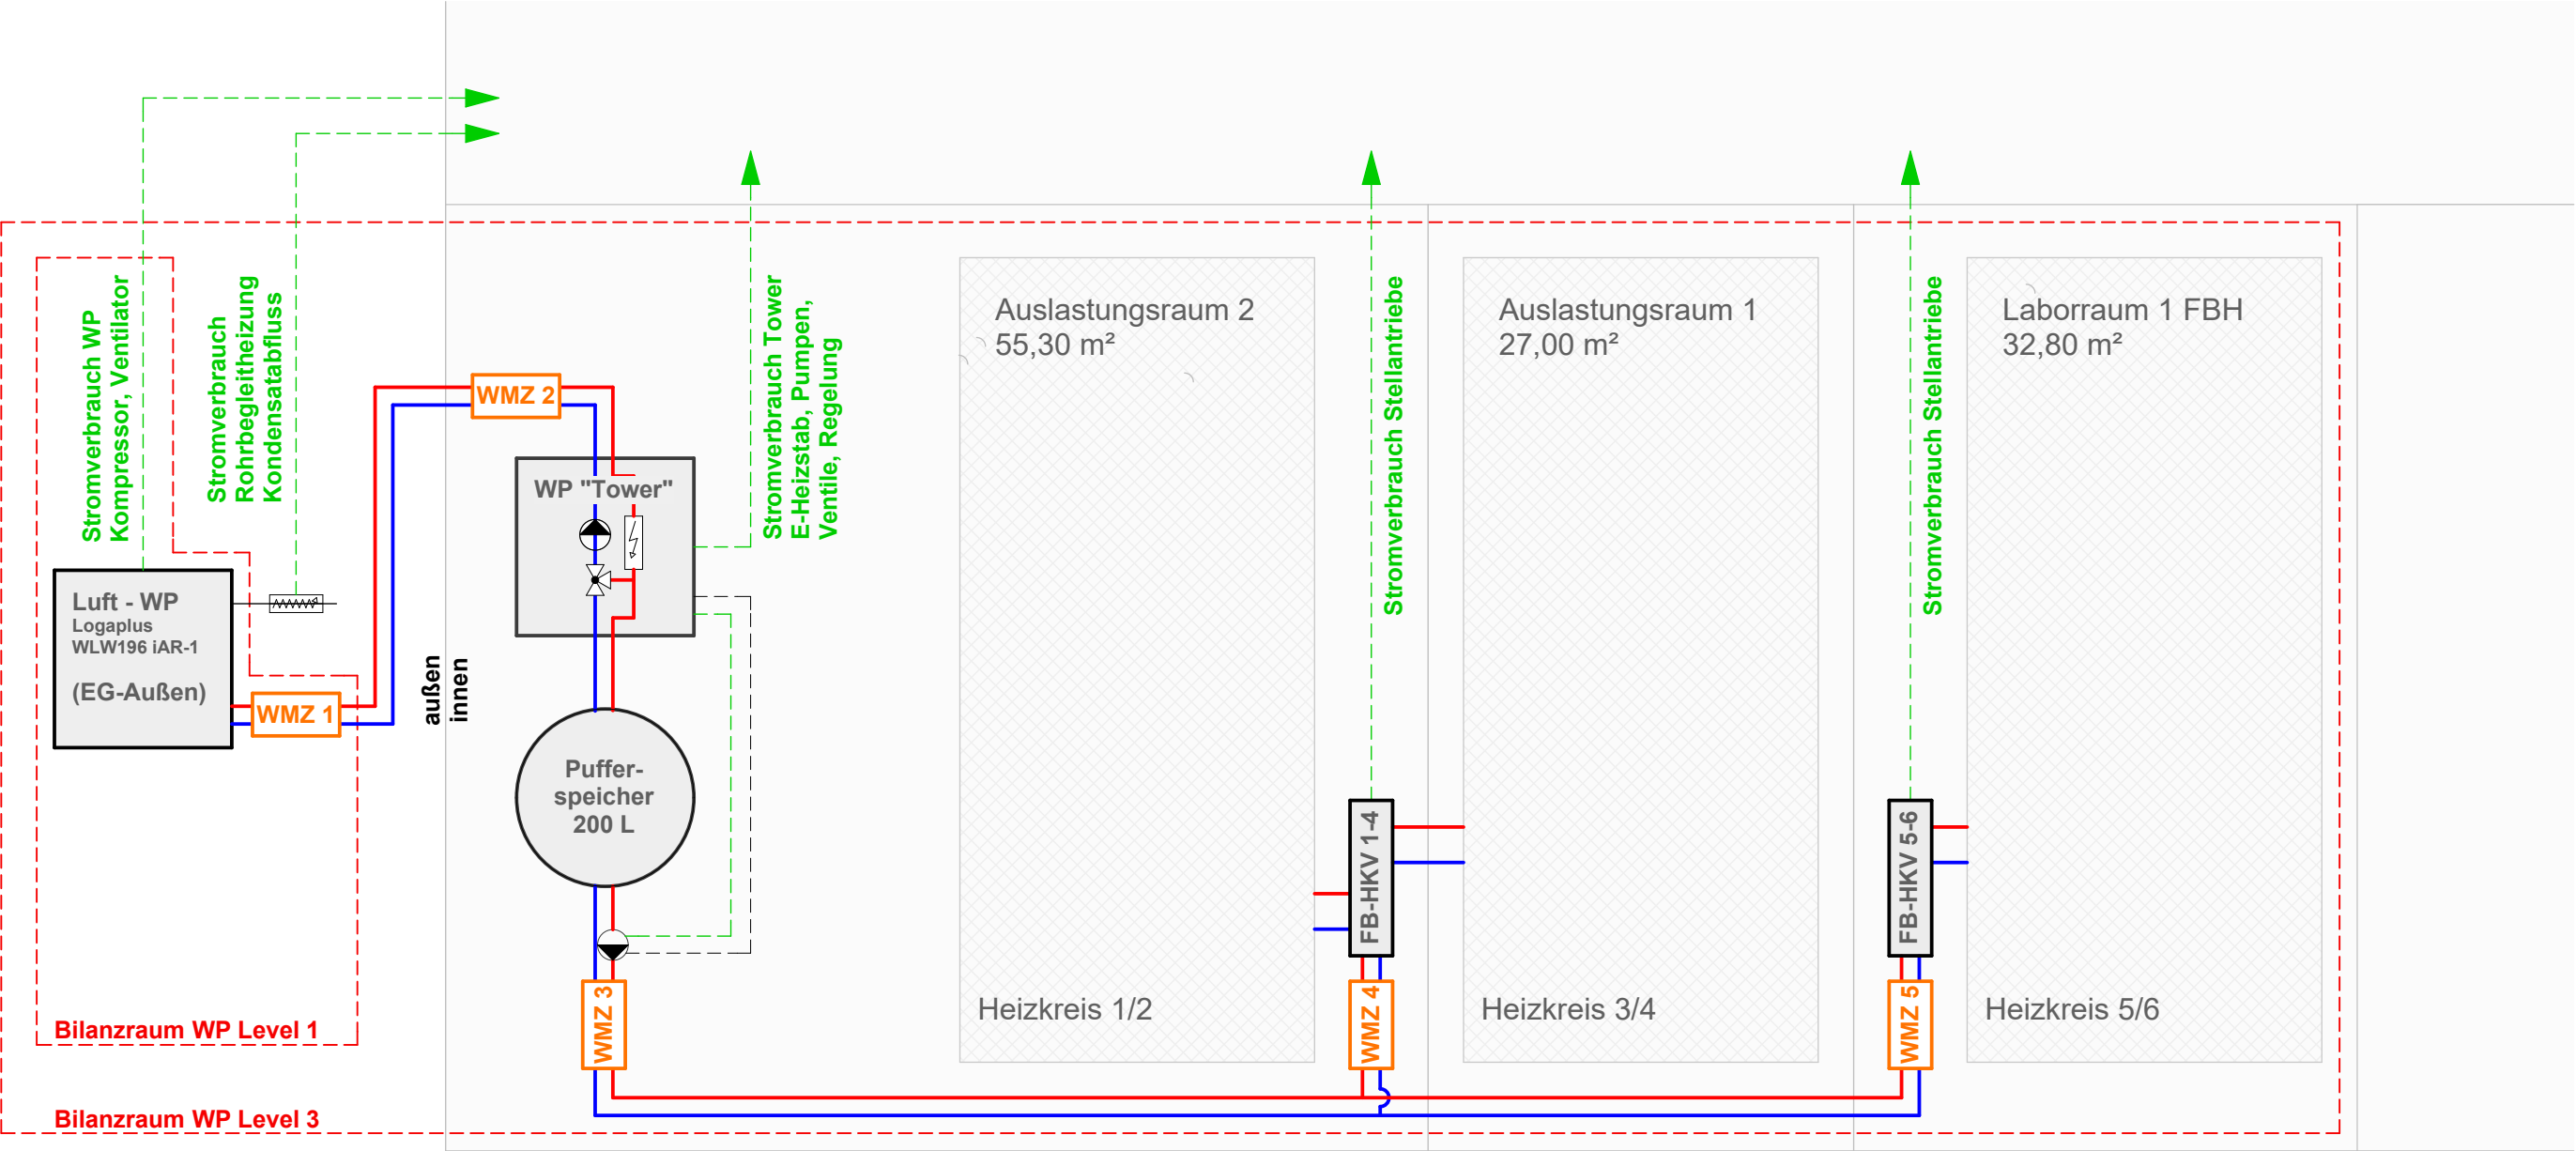 Stromverbrauch WP
Kompressor, Ventilator
Stromverbrauch
Rohrbegleitheizung
Kondensatabfluss
Stromverbrauch Tower
E-Heizstab, Pumpen,
Ventile, Regelung
Auslastungsraum 2
55,30 m²
Stromverbrauch Stellantriebe
Auslastungsraum 1
27,00 m²
Stromverbrauch Stellantriebe
Laborraum 1 FBH
32,80 m²
WMZ 2
WP "Tower"
Luft - WP
Logaplus
WLW196 iAR-1
(EG-Außen)
WMZ 1
außen
innen
Puffer-
speicher
200 L
FB-HKV 1-4
FB-HKV 5-6
WMZ 3
Heizkreis 1/2
WMZ 4
Heizkreis 3/4
WMZ 5
Heizkreis 5/6
Bilanzraum WP Level 1
Bilanzraum WP Level 3